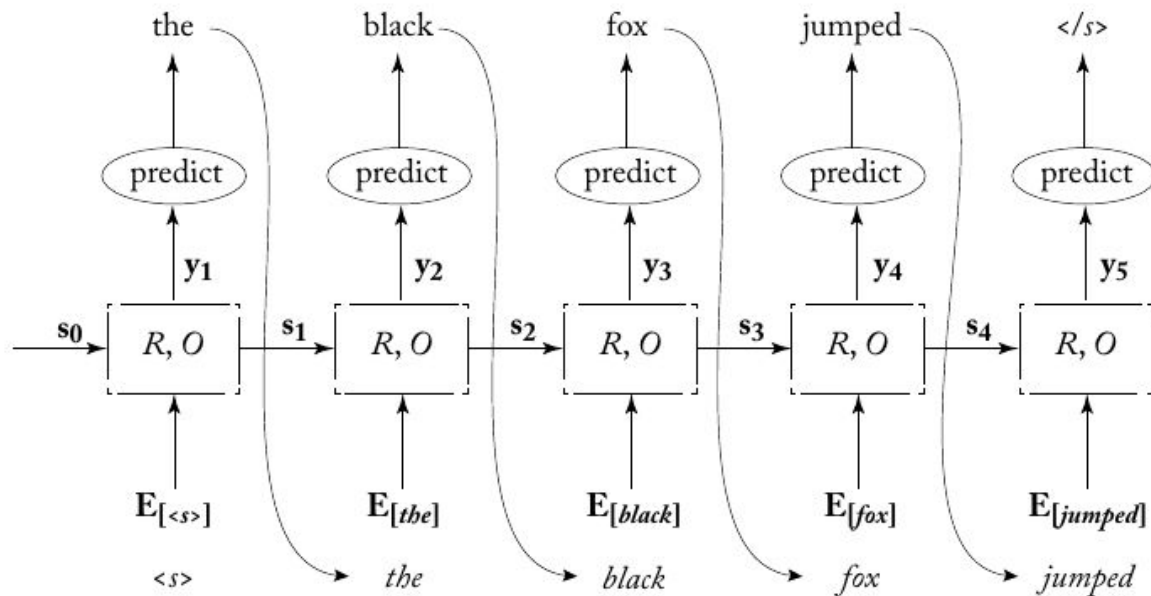 the black fox jumped </s>
predict predict predict predict predict
y1 y2 y3 y4 y5
s0 R, O s1 R, O s2 R, O s3 R, O s4 R, O
E[<s>] E[the] E[black] E[fox] E[jumped]
<s> the black fox jumped